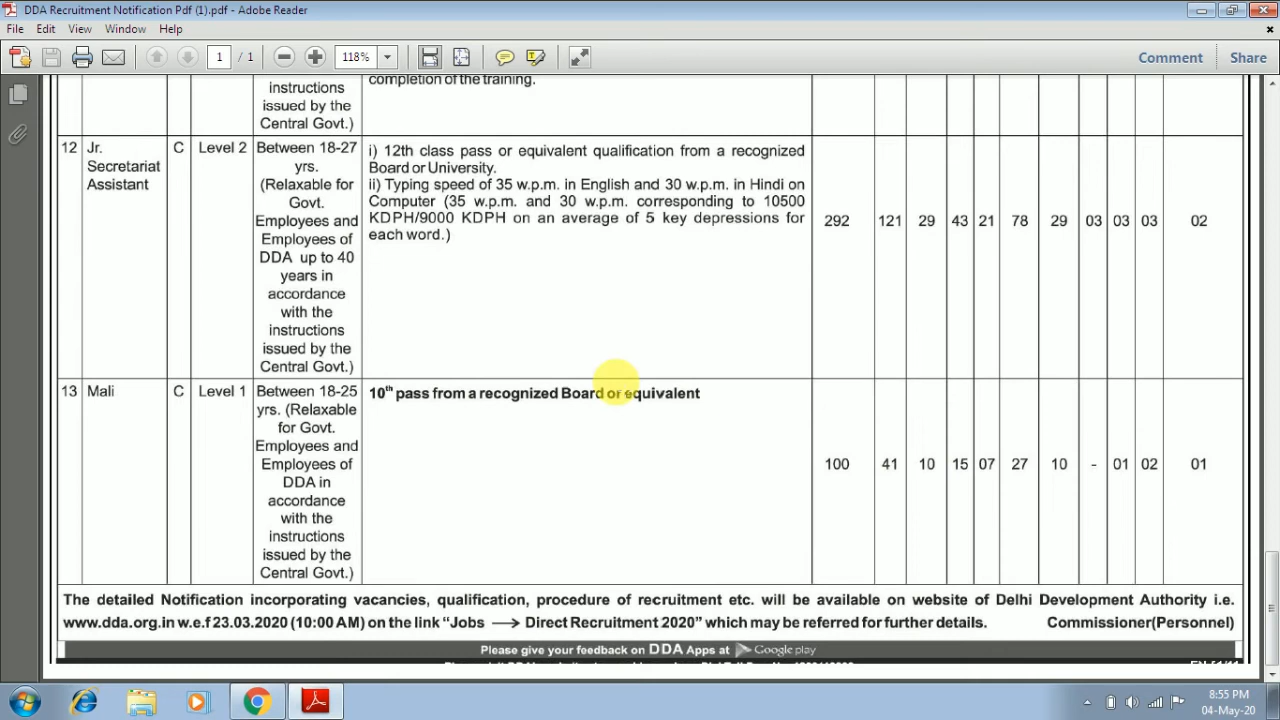 DDA Recruitment Notification Pdf (1).pdf - Adobe Reader
File Edit View Window Help
1 / 1 118% Comment Share
instructions
issued by the
Central Govt.)
completion of the training.
12 Jr.
Secretariat
Assistant
C
Level 2
Between 18-27
yrs.
(Relaxable for
Govt.
Employees and
Employees of
DDA up to 40
years in
accordance
with the
instructions
issued by the
Central Govt.)
i) 12th class pass or equivalent qualification from a recognized
Board or University.
ii) Typing speed of 35 w.p.m. in English and 30 w.p.m. in Hindi on
Computer (35 w.p.m. and 30 w.p.m. corresponding to 10500
KDPH/9000 KDPH on an average of 5 key depressions for
each word.)
292 121 29 43 21 78 29 03 03 03 02
13 Mali
C
Level 1
Between 18-25
yrs. (Relaxable
for Govt.
Employees and
Employees of
DDA in
accordance
with the
instructions
issued by the
Central Govt.)
10th pass from a recognized Board or equivalent
100 41 10 15 07 27 10 - 01 02 01
The detailed Notification incorporating vacancies, qualification, procedure of recruitment etc. will be available on website of Delhi Development Authority i.e.
www.dda.org.in w.e.f 23.03.2020 (10:00 AM) on the link “Jobs → Direct Recruitment 2020” which may be referred for further details. Commissioner(Personnel)
Please give your feedback on DDA Apps at Google play
8:55 PM
04-May-20